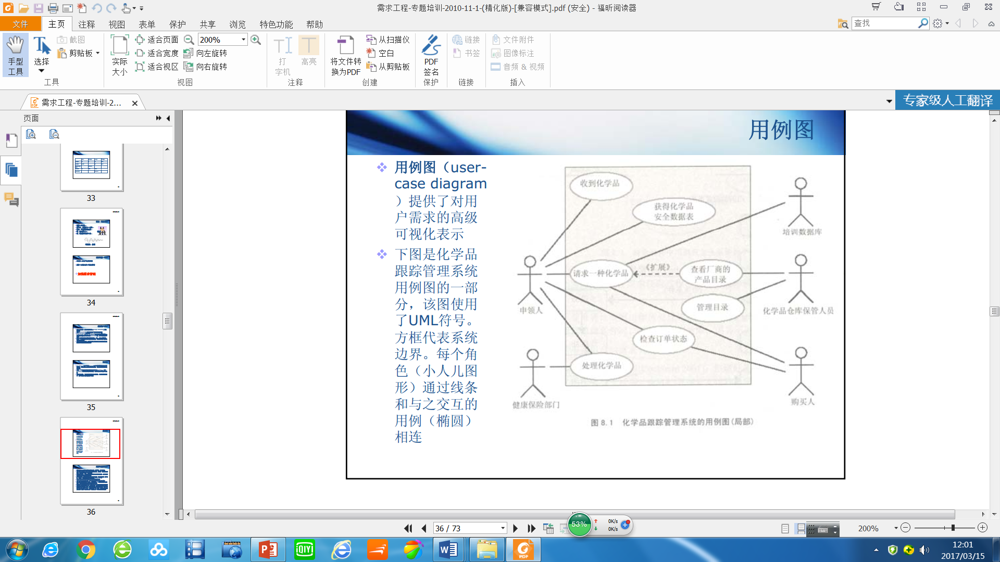 需求工程-专题培训-2010-11-1-(精化版)-[兼容模式].pdf (安全) - 福昕阅读器
文件
主页
注释
视图
表单
保护
共享
浏览
特色功能
帮助
查找
手型
工具
选择
截图
剪贴板
工具
实际
大小
适合页面
适合宽度
适合视区
200%
向左旋转
向右旋转
视图
打
字机
高亮
注释
将文件转
换为PDF
从扫描仪
空白
从剪贴板
创建
PDF
签名
保护
链接
书签
链接
文件附件
图像标注
音频 & 视频
插入
需求工程-专题培训-2...
专家级人工翻译
页面
33
34
35
36
用例图
用例图（user-
case diagram
）提供了对用
户需求的高级
可视化表示
下图是化学品
跟踪管理系统
用例图的一部
分，该图使用
了UML符号。
方框代表系统
边界。每个角
色（小人儿图
形）通过线条
和与之交互的
用例（椭圆）
相连
收到化学品
获得化学品
安全数据表
请求一种化学品
《扩展》
查看厂商的
产品目录
管理目录
检查订单状态
处理化学品
申领人
健康保险部门
培训数据库
化学品仓库保管人员
购买人
图 8.1 化学品跟踪管理系统的用例图(局部)
36 / 73
53%
0K/s
0K/s
200%
12:01
2017/03/15